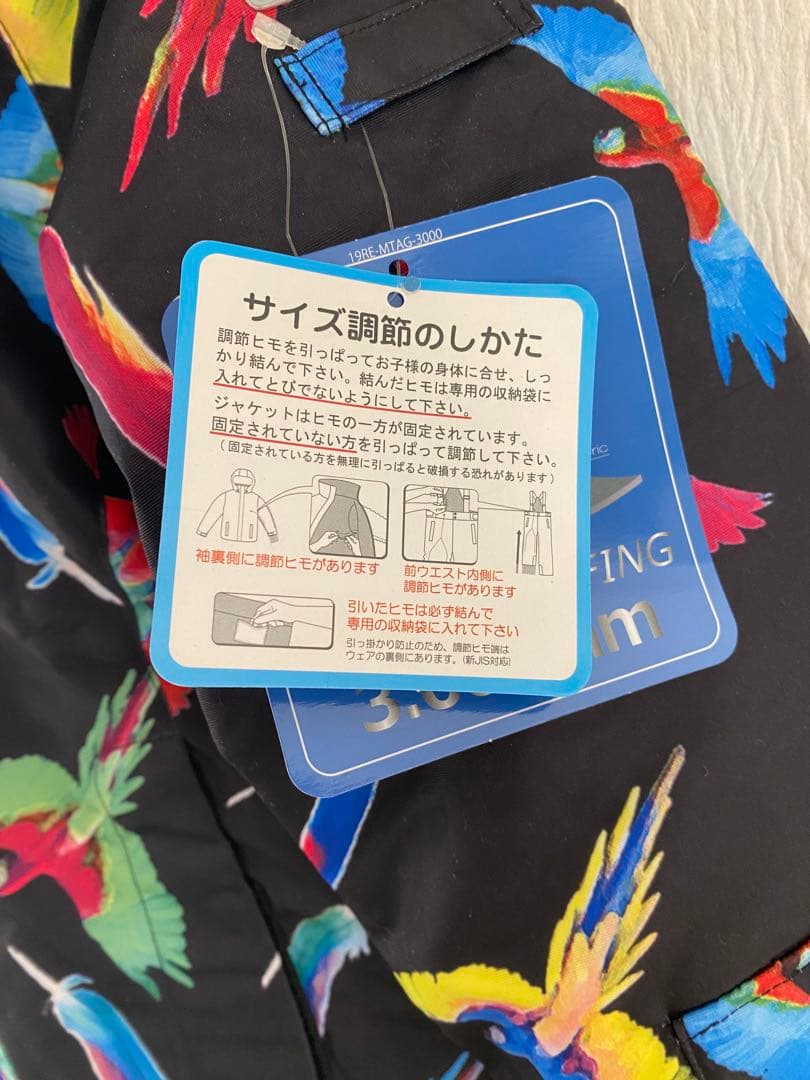 19RE-MTAG-3000
サイズ調節のしかた
調節ヒモを引っぱってお子様の身体に合せ、しっ
かり結んで下さい。結んだヒモは専用の収納袋に
入れてとびでないようにして下さい。
ジャケットはヒモの一方が固定されています。
固定されていない方を引っぱって調節して下さい。
(固定されている方を無理に引っぱると破損する恐れがあります)
袖裏側に調節ヒモがあります
前ウエスト内側に
調節ヒモがあります
引いたヒモは必ず結んで
専用の収納袋に入れて下さい
引っ掛かり防止のため、調節ヒモ端は
ウェアの裏側にあります。(新JIS対応)